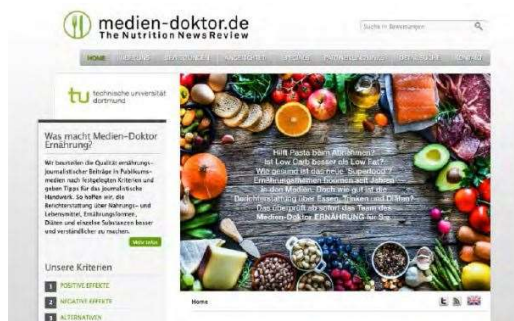 medien-doktor.de
The Nutrition News Review
Suche in Bewertungen
HOME ÜBER UNS BEWERTUNGEN SPECIALS KONTAKT
technische universität
dortmund
Was macht Medien-Doktor
Ernährung?
Wir beurteilen die Qualität ernährungs-
journalistischer Beiträge in Publikums-
medien nach festgelegten Kriterien und
geben Tipps für das journalistische
Handwerk. So hoffen wir, die
Berichterstattung über Nahrungs- und
Lebensmittel, Ernährungsformen,
Diäten und einzelne Substanzen besser
und verständlicher zu machen.
Mehr Infos
Unsere Kriterien
1 POSITIVE EFFEKTE
2 NEGATIVE EFFEKTE
3 ALTERNATIVEN
Hilft Pasta beim Abnehmen?
Ist Low Carb besser als Low Fat?
Wie gesund ist das neue 'Superfood'?
Ernährungsthemen boomen seit Jahren
in den Medien. Doch wie gut ist die
Berichterstattung über Essen, Trinken und Diäten?
Das überprüft ab sofort das Team des
Medien-Doktor ERNÄHRUNG für Sie.
Home